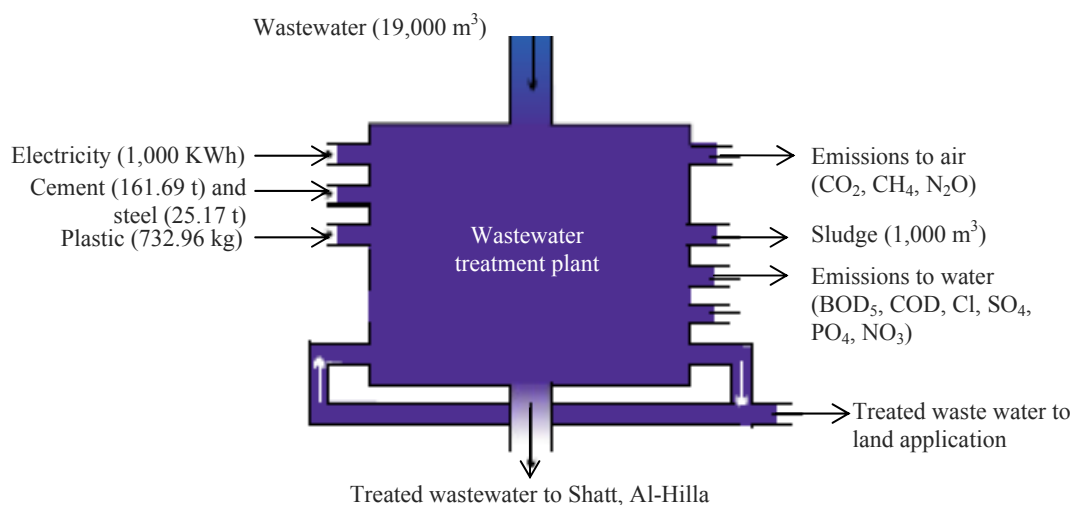 Wastewater (19,000 m³)
Electricity (1,000 KWh)
Cement (161.69 t) and
steel (25.17 t)
Plastic (732.96 kg)
Wastewater
treatment plant
Emissions to air
(CO₂, CH₄, N₂O)
Sludge (1,000 m³)
Emissions to water
(BOD₅, COD, Cl, SO₄,
PO₄, NO₃)
Treated waste water to
land application
Treated wastewater to Shatt, Al-Hilla